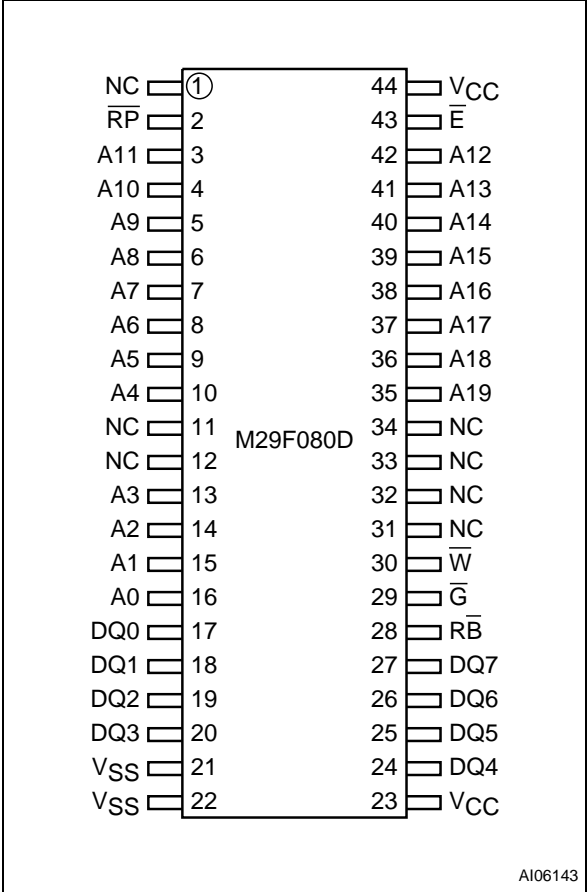 NC ① 44 VCC
R̅P̅ 2 43 E̅
A11 3 42 A12
A10 4 41 A13
A9 5 40 A14
A8 6 39 A15
A7 7 38 A16
A6 8 37 A17
A5 9 36 A18
A4 10 35 A19
NC 11 34 NC
M29F080D
NC 12 33 NC
A3 13 32 NC
A2 14 31 NC
A1 15 30 W̅
A0 16 29 G̅
DQ0 17 28 RB̅
DQ1 18 27 DQ7
DQ2 19 26 DQ6
DQ3 20 25 DQ5
VSS 21 24 DQ4
VSS 22 23 VCC
AI06143